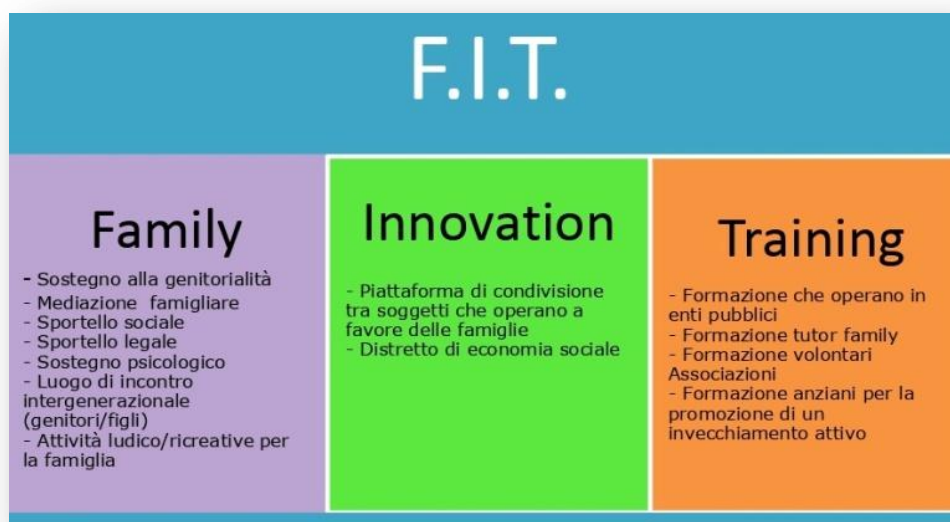 F.I.T.
Family
- Sostegno alla genitorialità
- Mediazione  famigliare
- Sportello sociale
- Sportello legale
- Sostegno psicologico
- Luogo di incontro
intergenerazionale
(genitori/figli)
- Attività ludico/ricreative per
la famiglia
Innovation
- Piattaforma di condivisione
tra soggetti che operano a
favore delle famiglie
- Distretto di economia sociale
Training
- Formazione che operano in
enti pubblici
- Formazione tutor family
- Formazione volontari
Associazioni
- Formazione anziani per la
promozione di un
invecchiamento attivo